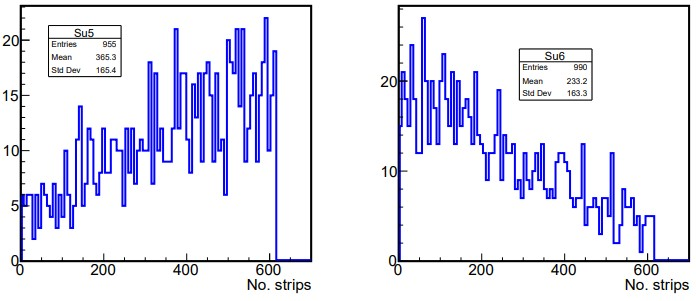 Su5
Entries 955
Mean 365.3
Std Dev 165.4
20
15
10
5
0
0 200 400 600
No. strips
Su6
Entries 990
Mean 233.2
Std Dev 163.3
20
10
0
0 200 400 600
No. strips